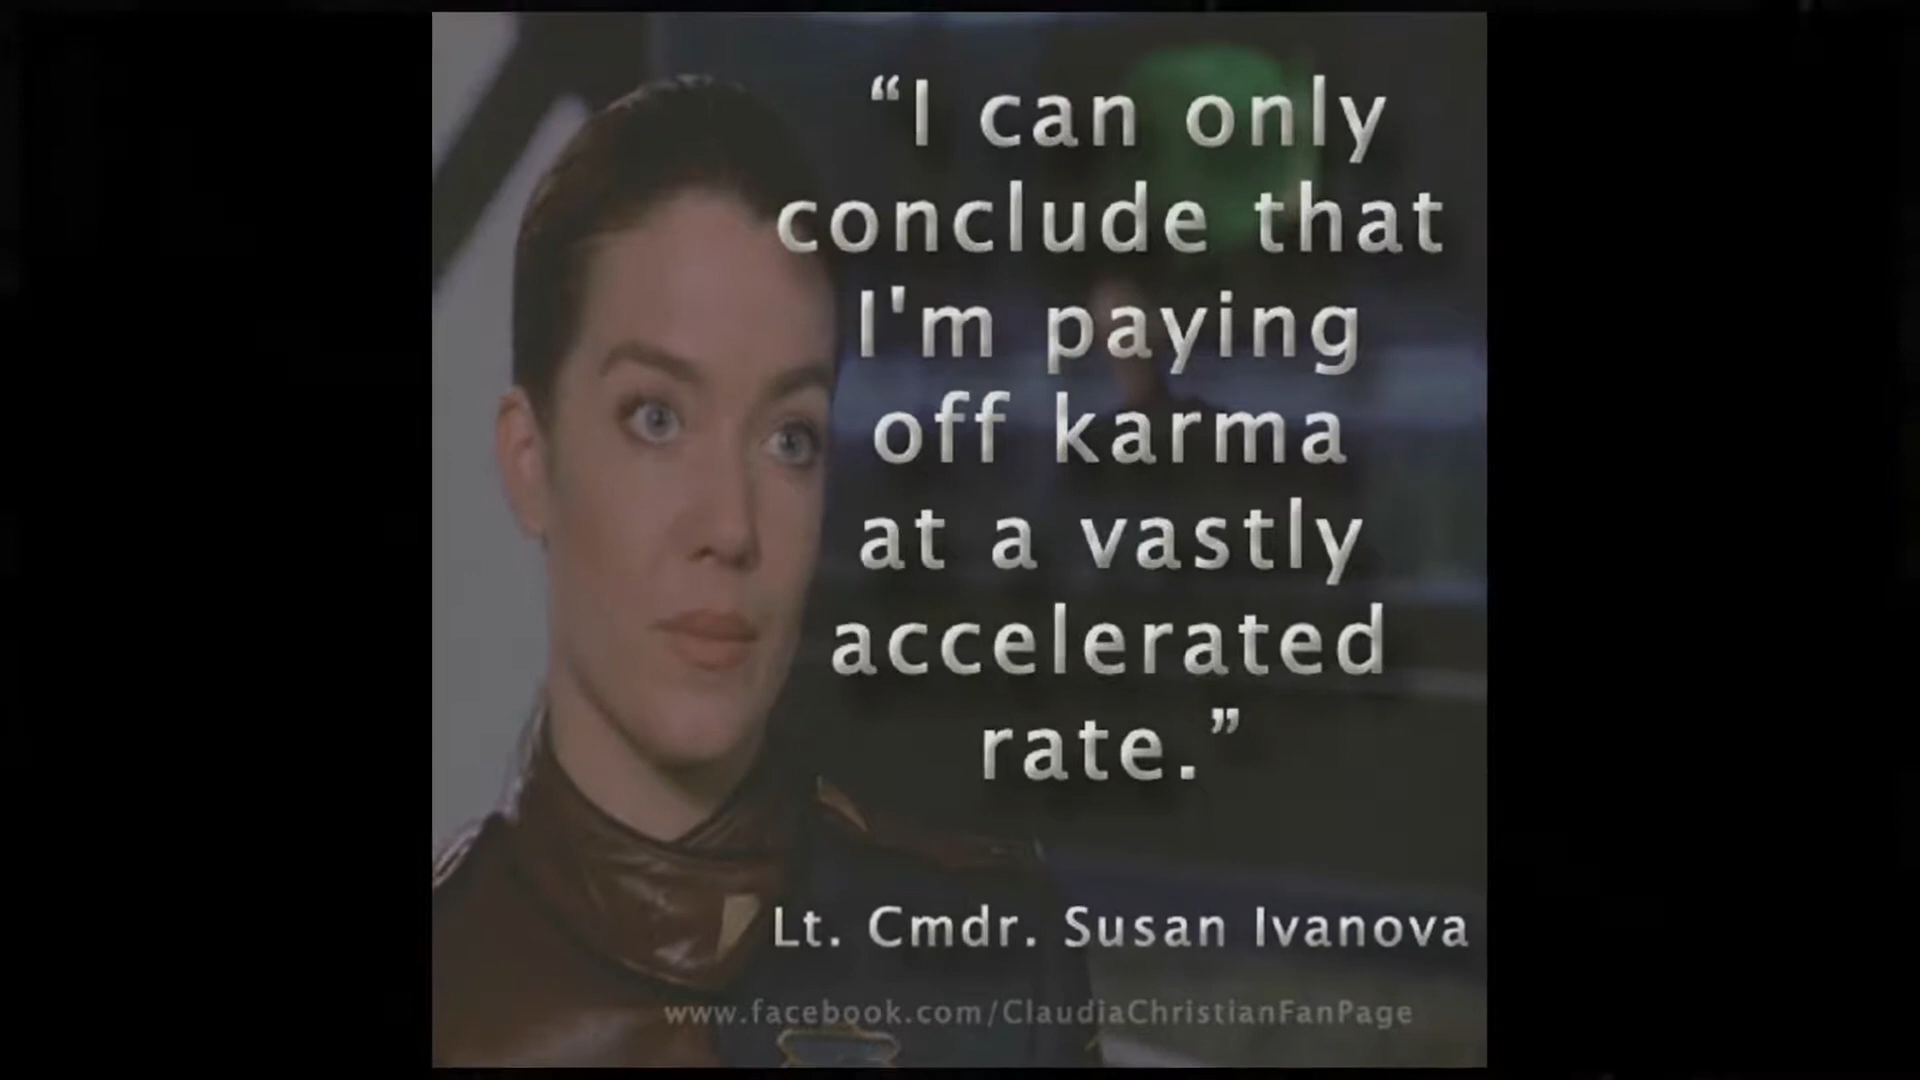 “I can only
conclude that
I'm paying
off karma
at a vastly
accelerated
rate.”
Lt. Cmdr. Susan Ivanova
www.facebook.com/ClaudiaChristianFanPage